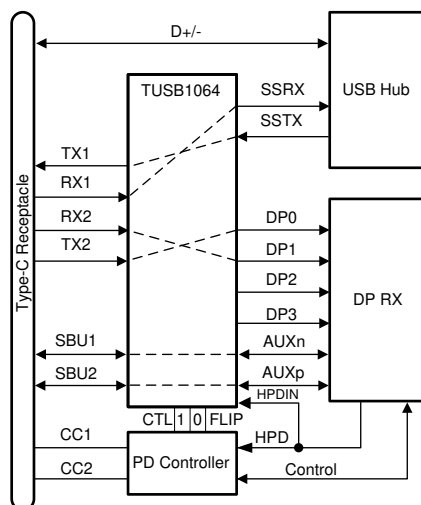 D+/-
TUSB1064
USB Hub
SSRX
SSTX
TX1
RX1
RX2
TX2
Type-C Receptacle
DP0
DP1
DP2
DP3
DP RX
SBU1
AUXn
SBU2
AUXp
HPDIN
CTL 1 0 FLIP
CC1
HPD
PD Controller
CC2
Control